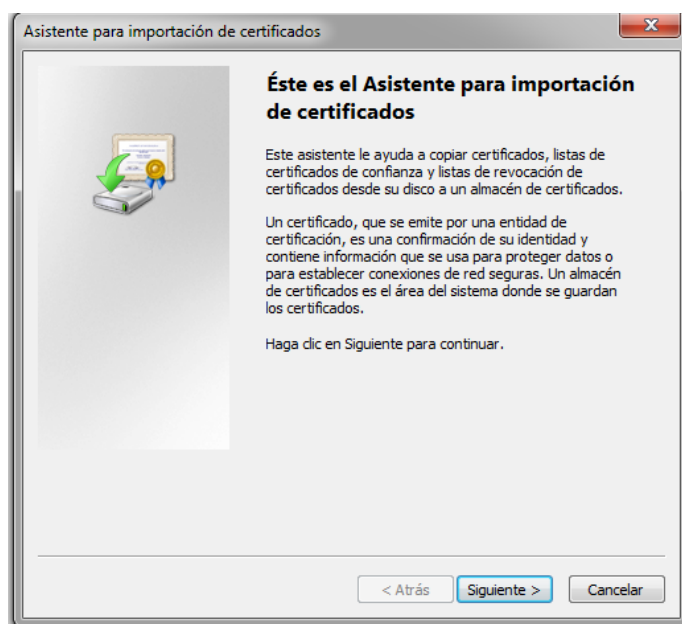 Asistente para importación de certificados
Éste es el Asistente para importación
de certificados
Este asistente le ayuda a copiar certificados, listas de
certificados de confianza y listas de revocación de
certificados desde su disco a un almacén de certificados.
Un certificado, que se emite por una entidad de
certificación, es una confirmación de su identidad y
contiene información que se usa para proteger datos o
para establecer conexiones de red seguras. Un almacén
de certificados es el área del sistema donde se guardan
los certificados.
Haga clic en Siguiente para continuar.
< Atrás Siguiente > Cancelar